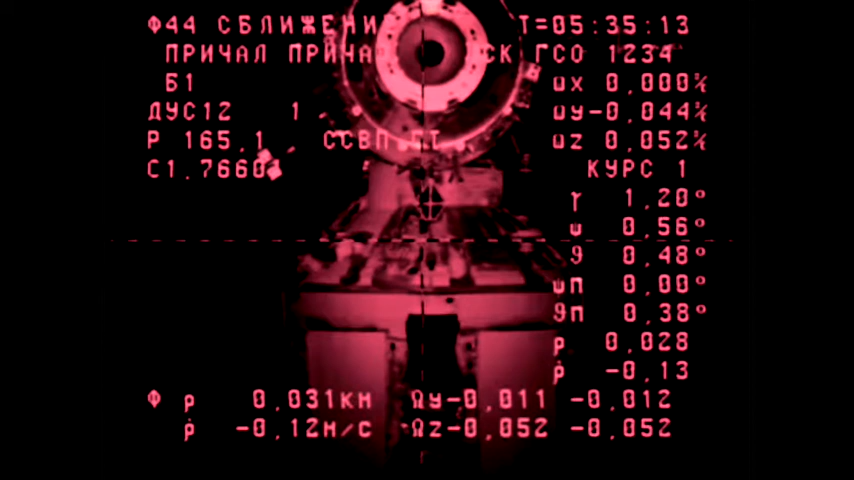 Ф44 СБЛИЖЕНИ Т=05:35:13
ПРИЧАЛ ПРИЧА СК ГСО 1234
Б1 ωX 0,000%
ДУС12 1 ωУ-0,044%
Р 165,1 ССВП БТ ωZ 0,052%
С1.7660 КУРС 1
γ 1,20°
ψ 0,56°
ϑ 0,48°
ψП 0,00°
ϑП 0,38°
ρ 0,028
ρ̇ -0,13
Ф ρ 0,031КМ ΩУ-0,011 -0,012
ρ̇ -0,12М/С ΩZ-0,052 -0,052